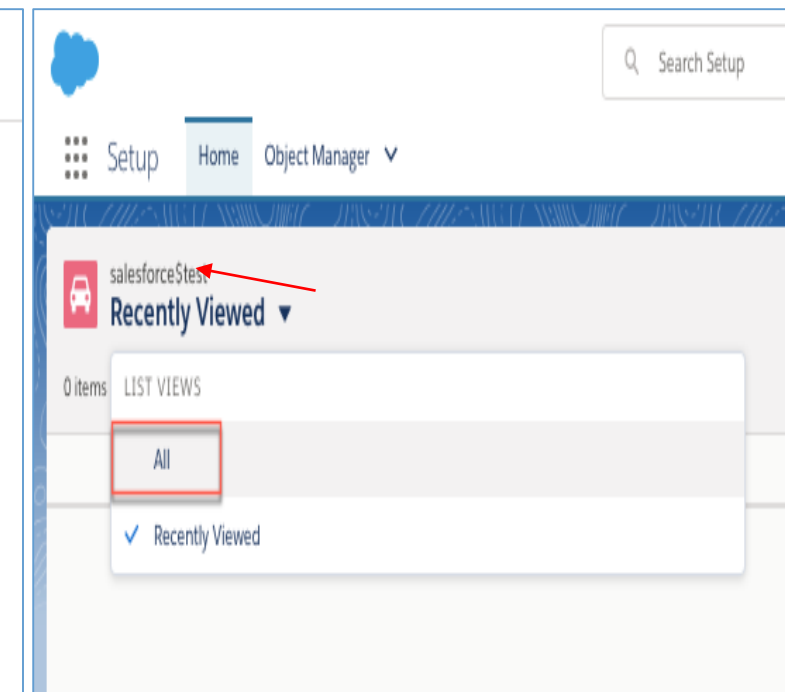 Search Setup
Setup Home Object Manager
salesforce$test
Recently Viewed
0 items
LIST VIEWS
All
Recently Viewed